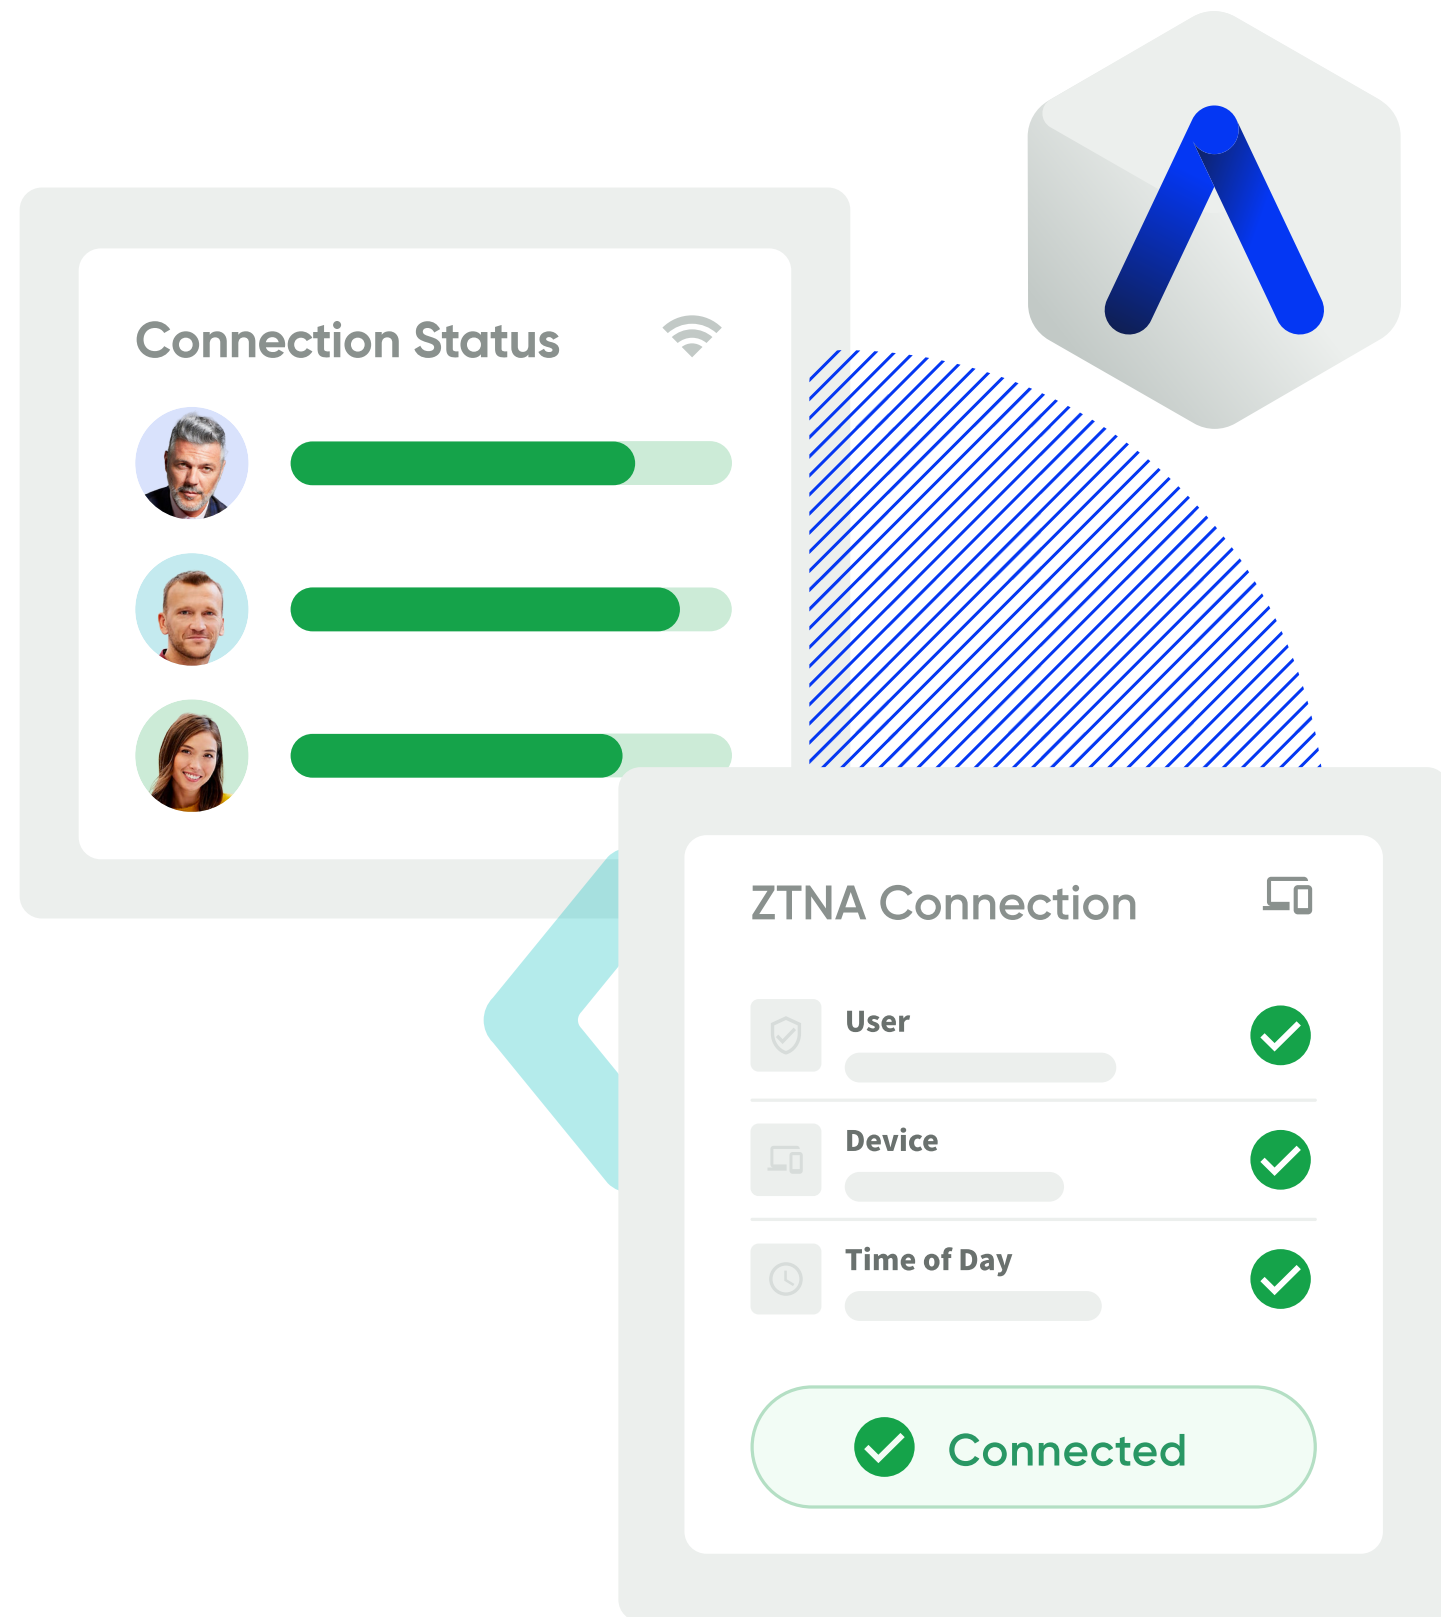 Connection Status
ZTNA Connection
User
Device
Time of Day
Connected